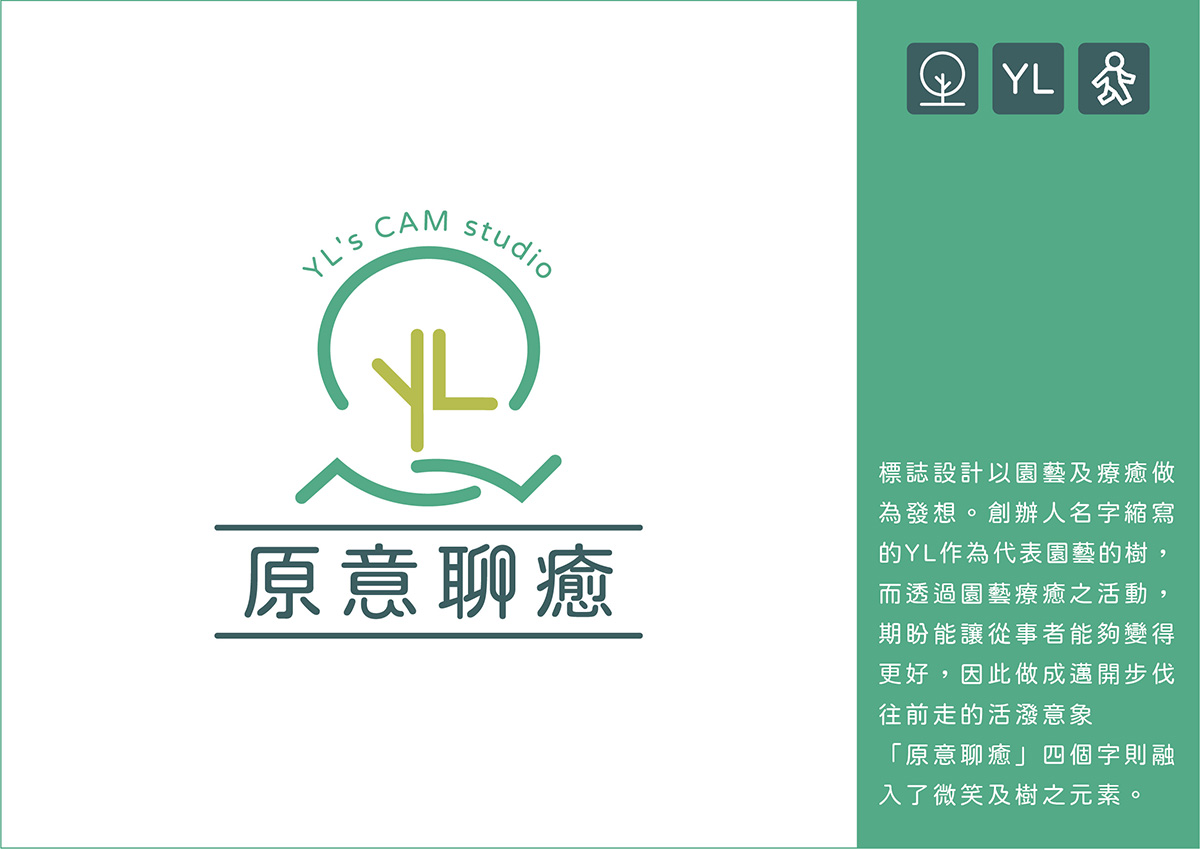 YL's CAM studio
YL
原意聊癒
YL
標誌設計以園藝及療癒做
為發想。創辦人名字縮寫
的YL作為代表園藝的樹，
而透過園藝療癒之活動，
期盼能讓從事者能夠變得
更好，因此做成邁開步伐
往前走的活潑意象
「原意聊癒」四個字則融
入了微笑及樹之元素。